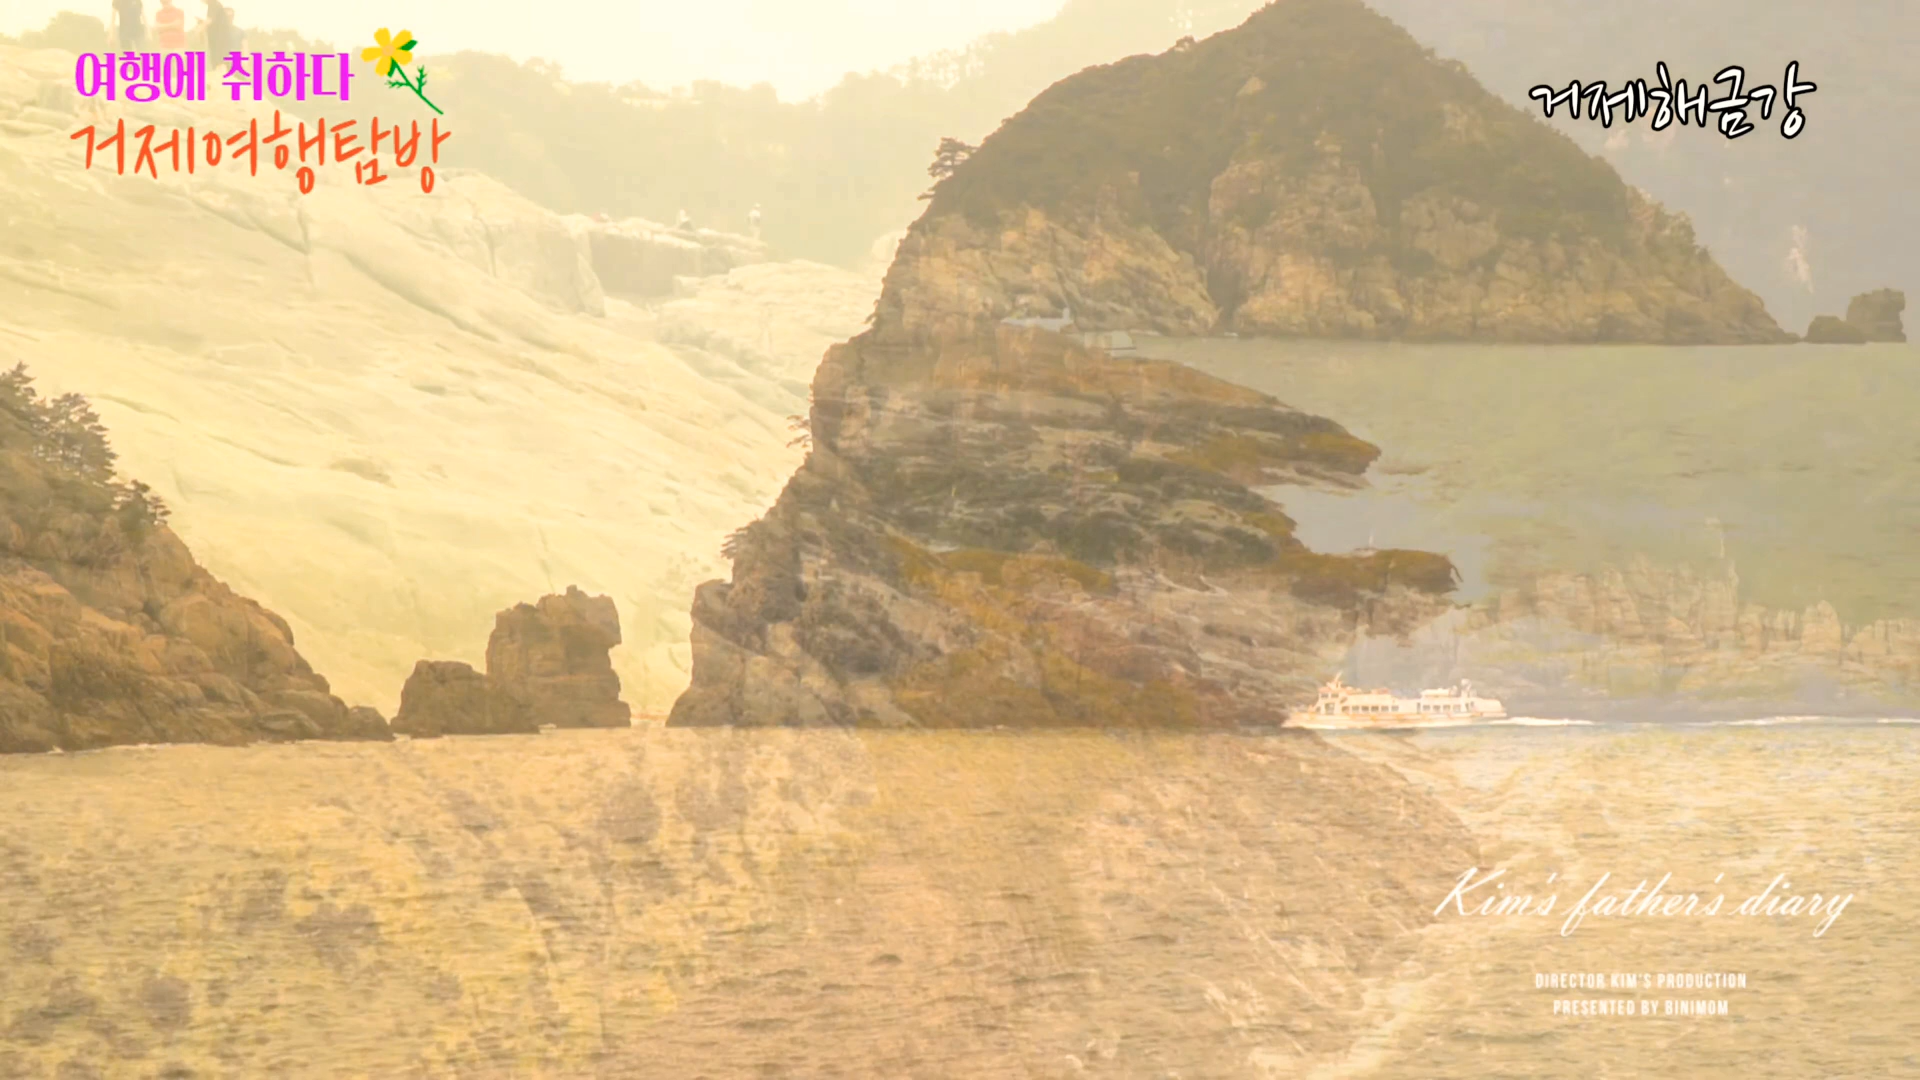 여행에 취하다
거제여행탐방
거제해금강
Kim's father's diary
DIRECTOR KIM'S PRODUCTION
PRESENTED BY BINIMOM